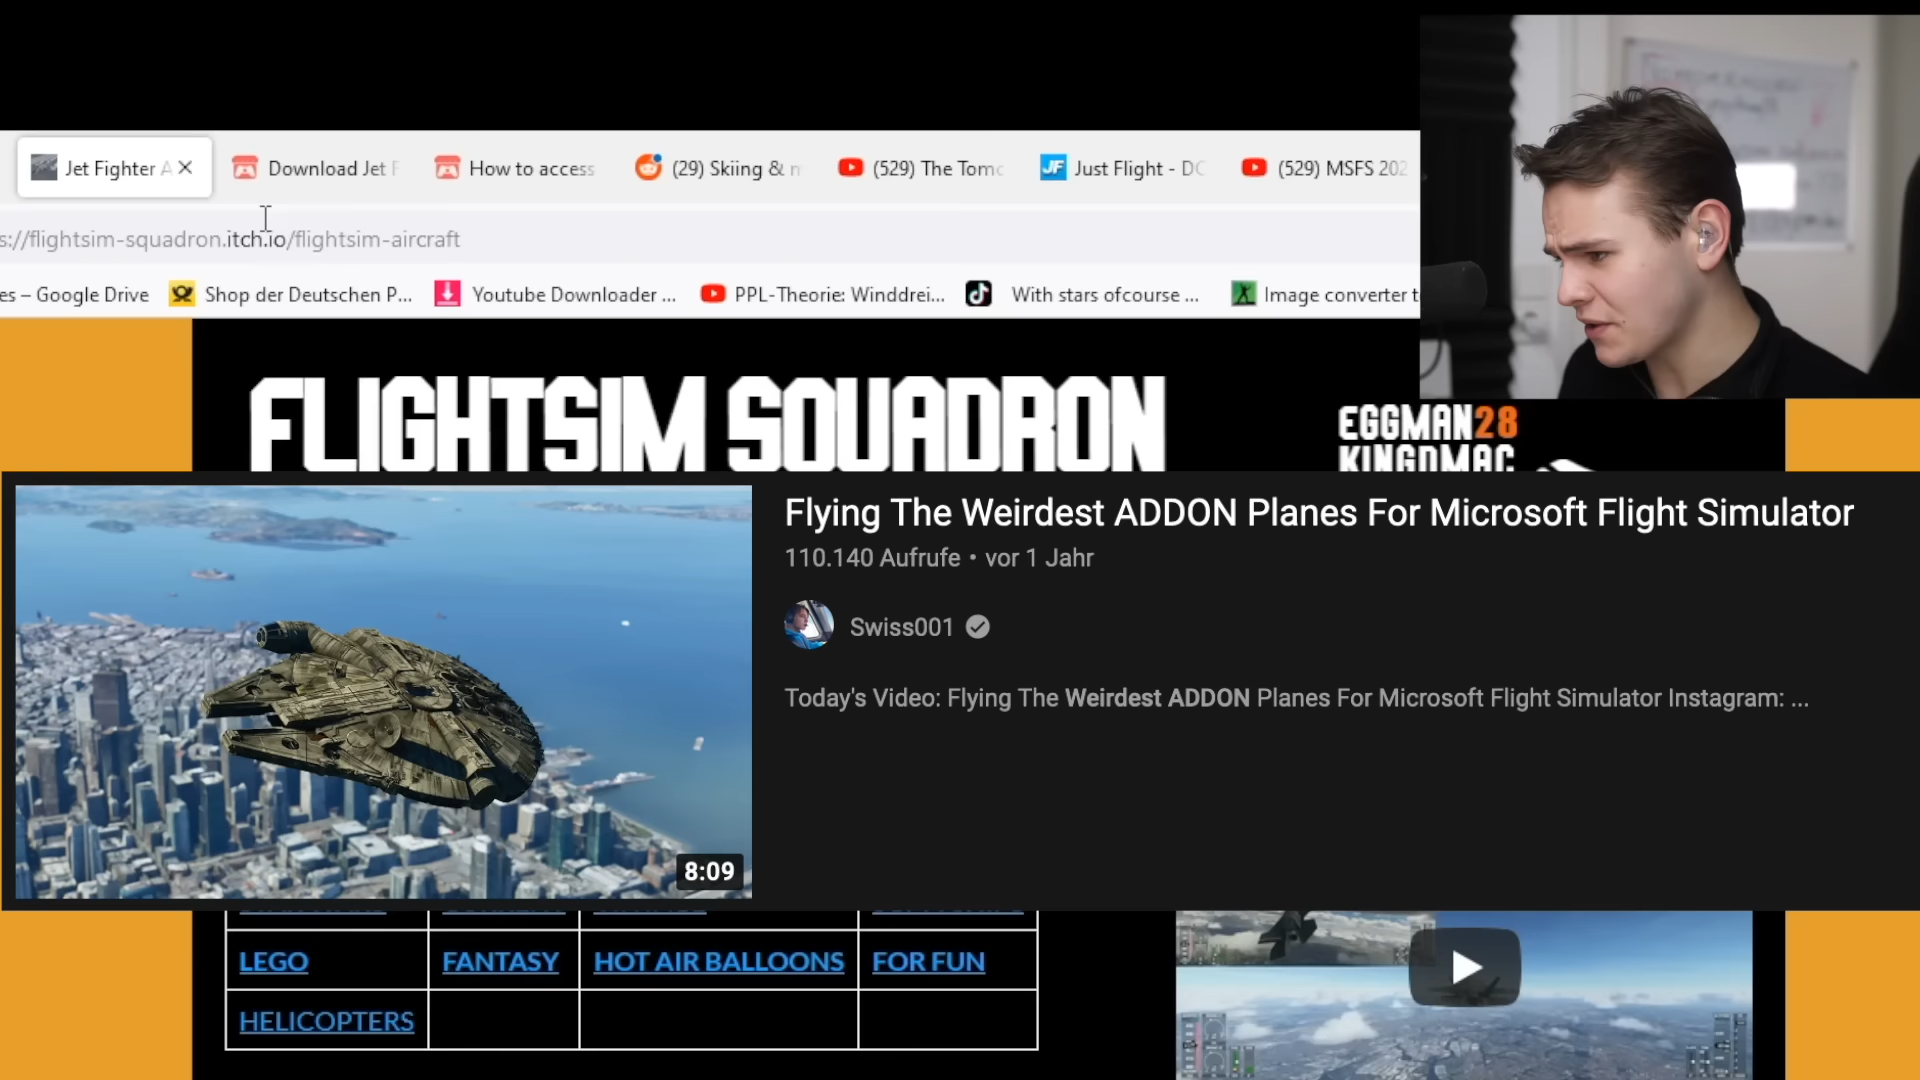 Jet Fighter A
Download Jet F
How to access
(29) Skiing & n
(529) The Tomc
JF Just Flight - DC
(529) MSFS 202
s://flightsim-squadron.itch.io/flightsim-aircraft
es – Google Drive
Shop der Deutschen P...
Youtube Downloader ...
PPL-Theorie: Winddrei...
With stars ofcourse ...
Image converter t
FLIGHTSIM SQUADRON
EGGMAN28
KINGDMAC
Flying The Weirdest ADDON Planes For Microsoft Flight Simulator
110.140 Aufrufe • vor 1 Jahr
Swiss001
Today's Video: Flying The Weirdest ADDON Planes For Microsoft Flight Simulator Instagram: ...
8:09
LEGO
FANTASY
HOT AIR BALLOONS
FOR FUN
HELICOPTERS